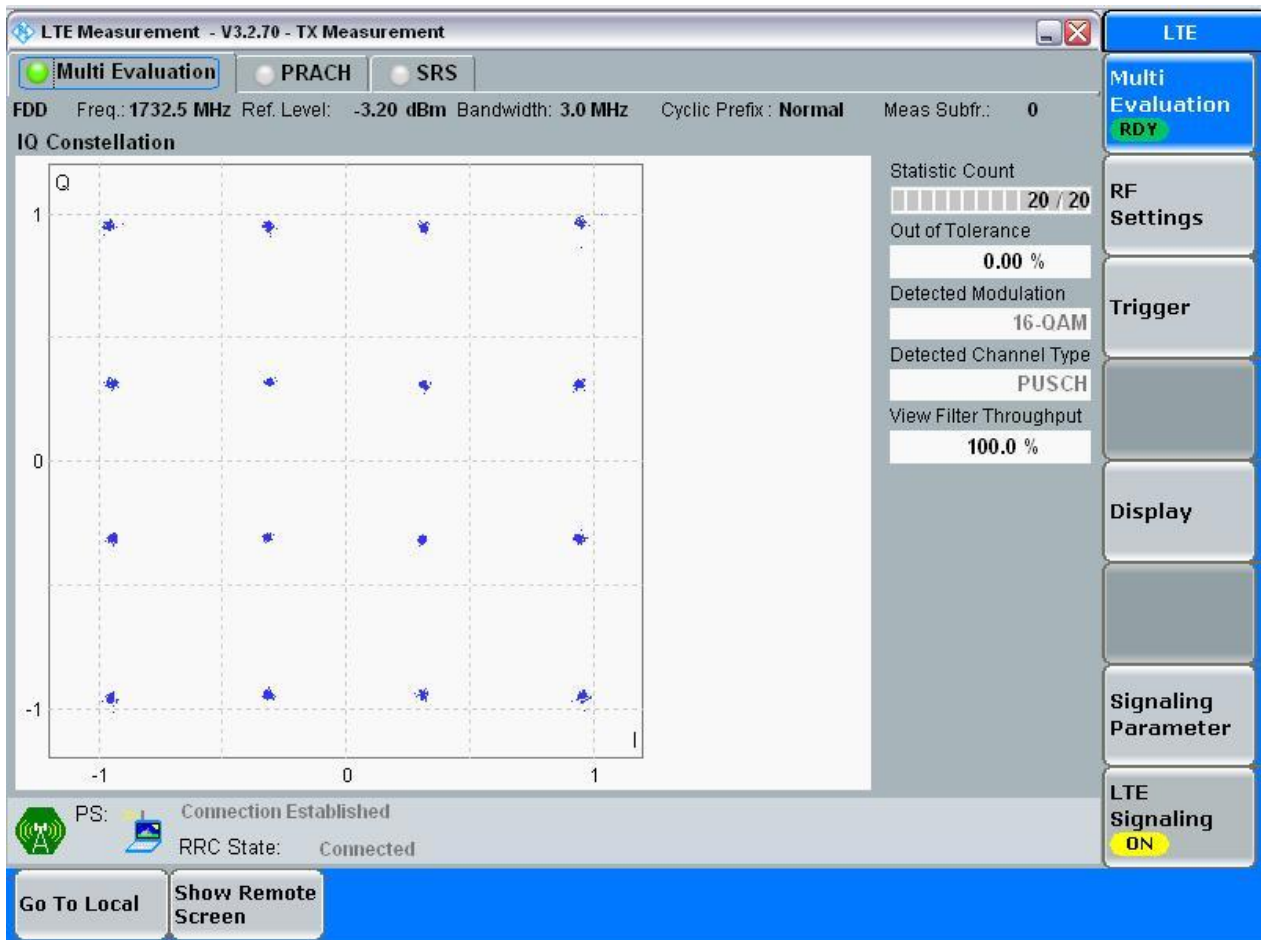 LTE Measurement - V3.2.70 - TX Measurement
LTE
Multi Evaluation PRACH SRS
FDD Freq.: 1732.5 MHz Ref. Level: -3.20 dBm Bandwidth: 3.0 MHz Cyclic Prefix : Normal Meas Subfr.: 0
IQ Constellation
Q
1
0
-1
I
-1 0 1
Statistic Count
20 / 20
Out of Tolerance
0.00 %
Detected Modulation
16-QAM
Detected Channel Type
PUSCH
View Filter Throughput
100.0 %
Multi
Evaluation
RDY
RF
Settings
Trigger
Display
Signaling
Parameter
LTE
Signaling
ON
PS: Connection Established
RRC State: Connected
Go To Local
Show Remote
Screen